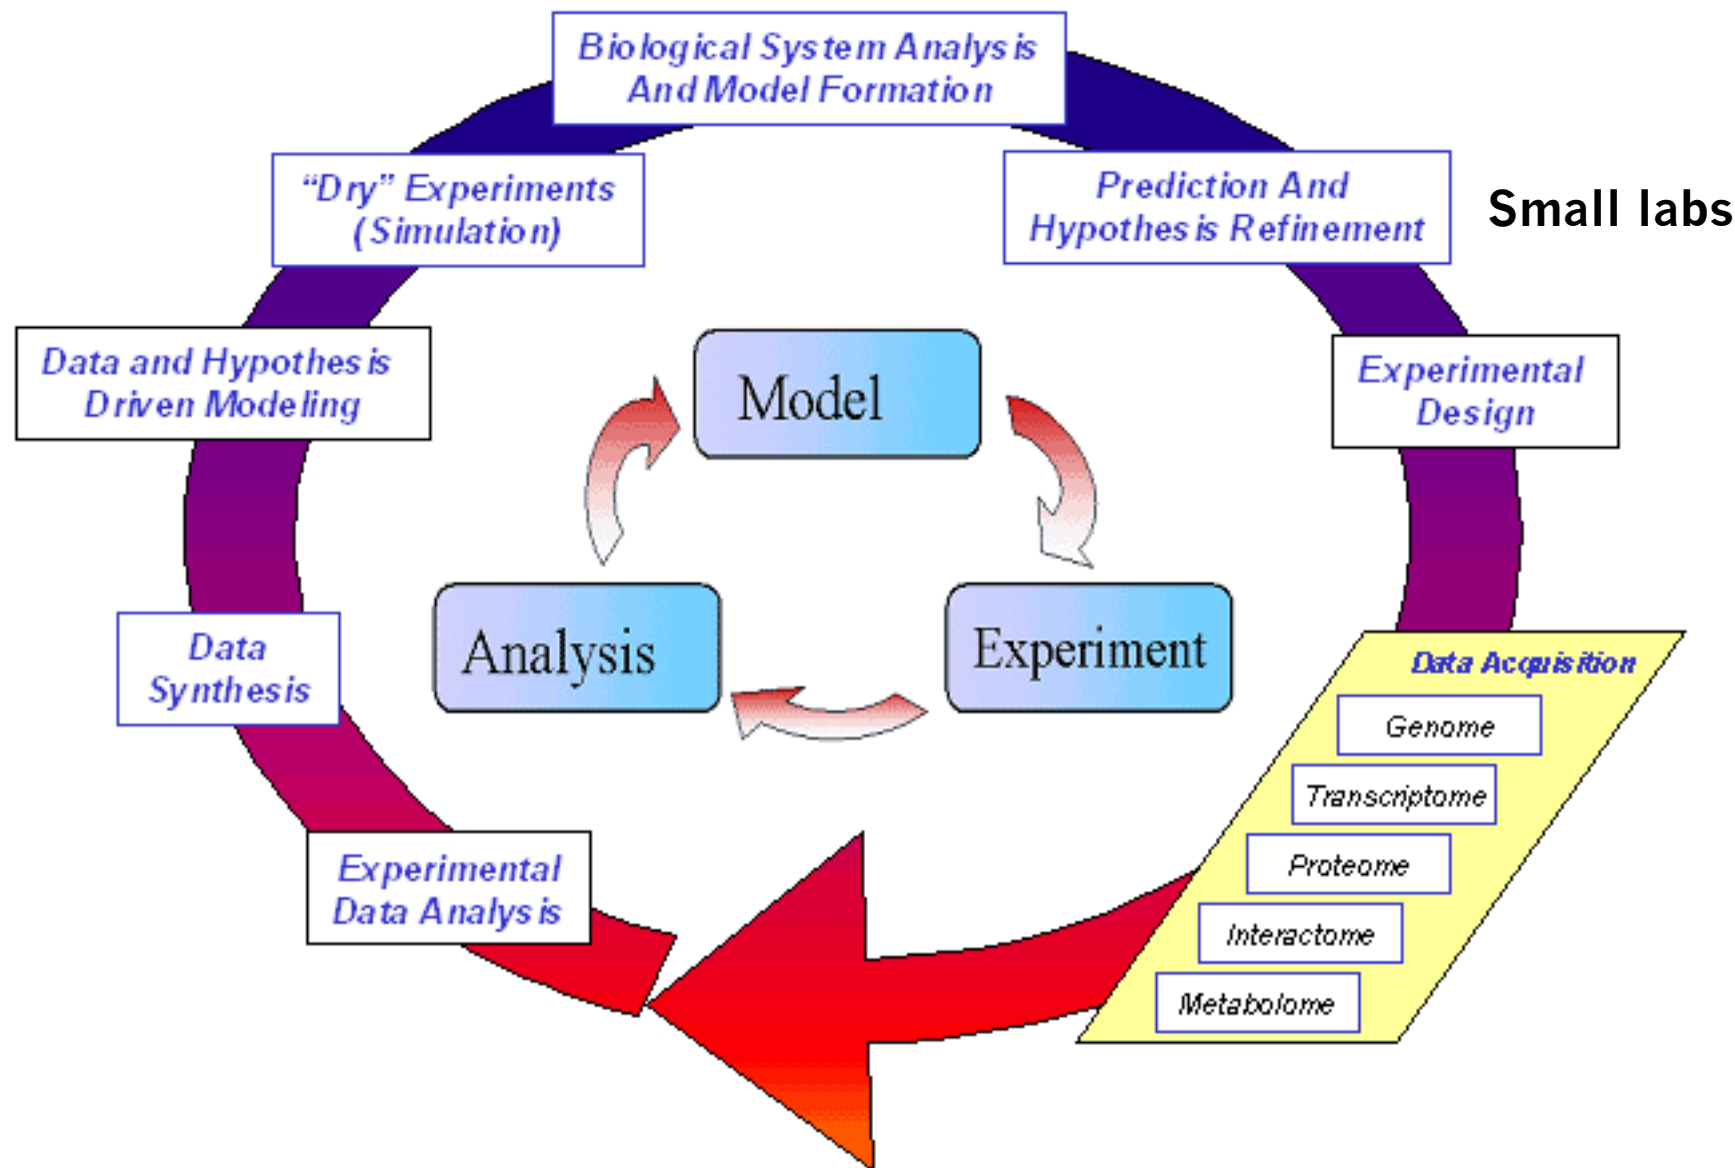 Biological System Analysis
And Model Formation
“Dry” Experiments
(Simulation)
Prediction And
Hypothesis Refinement
Small labs
Data and Hypothesis
Driven Modeling
Model
Experimental
Design
Analysis
Experiment
Data
Synthesis
Data Acquisition
Genome
Transcriptome
Proteome
Interactome
Metabolome
Experimental
Data Analysis